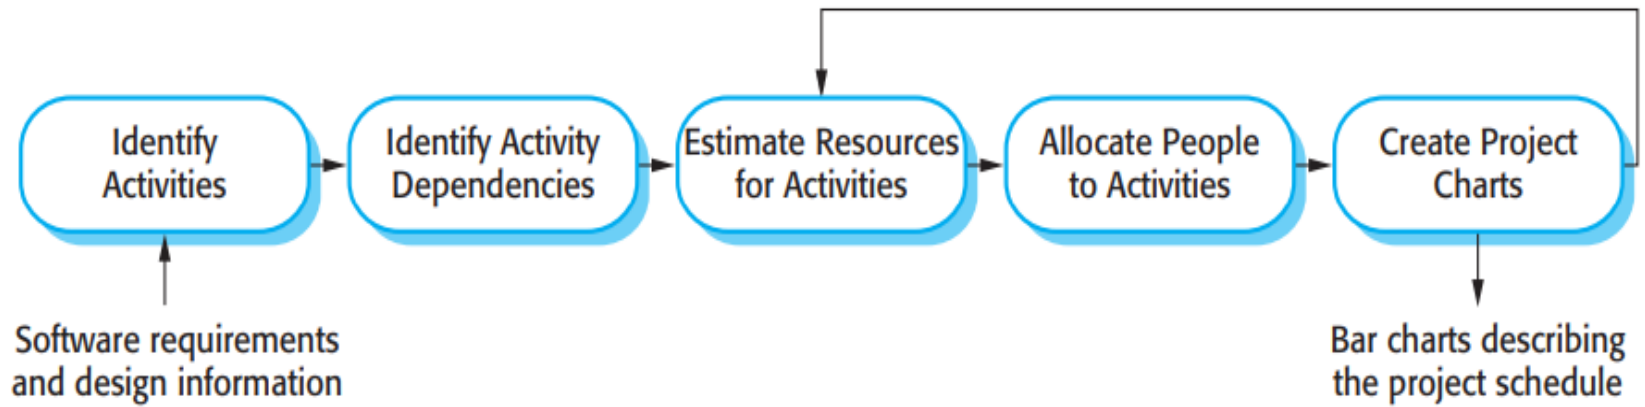 Identify
Activities
Identify Activity
Dependencies
Estimate Resources
for Activities
Allocate People
to Activities
Create Project
Charts
Software requirements
and design information
Bar charts describing
the project schedule